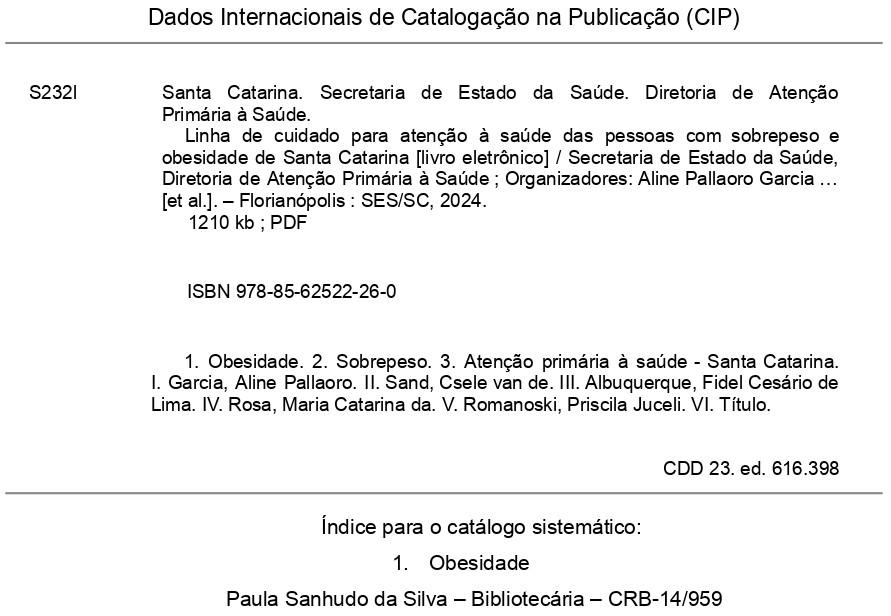 Dados Internacionais de Catalogação na Publicação (CIP)
S232l Santa Catarina. Secretaria de Estado da Saúde. Diretoria de Atenção
Primária à Saúde.
Linha de cuidado para atenção à saúde das pessoas com sobrepeso e
obesidade de Santa Catarina [livro eletrônico] / Secretaria de Estado da Saúde,
Diretoria de Atenção Primária à Saúde ; Organizadores: Aline Pallaoro Garcia …
[et al.]. – Florianópolis : SES/SC, 2024.
1210 kb ; PDF
ISBN 978-85-62522-26-0
1. Obesidade. 2. Sobrepeso. 3. Atenção primária à saúde - Santa Catarina.
I. Garcia, Aline Pallaoro. II. Sand, Csele van de. III. Albuquerque, Fidel Cesário de
Lima. IV. Rosa, Maria Catarina da. V. Romanoski, Priscila Juceli. VI. Título.
CDD 23. ed. 616.398
Índice para o catálogo sistemático:
1. Obesidade
Paula Sanhudo da Silva – Bibliotecária – CRB-14/959